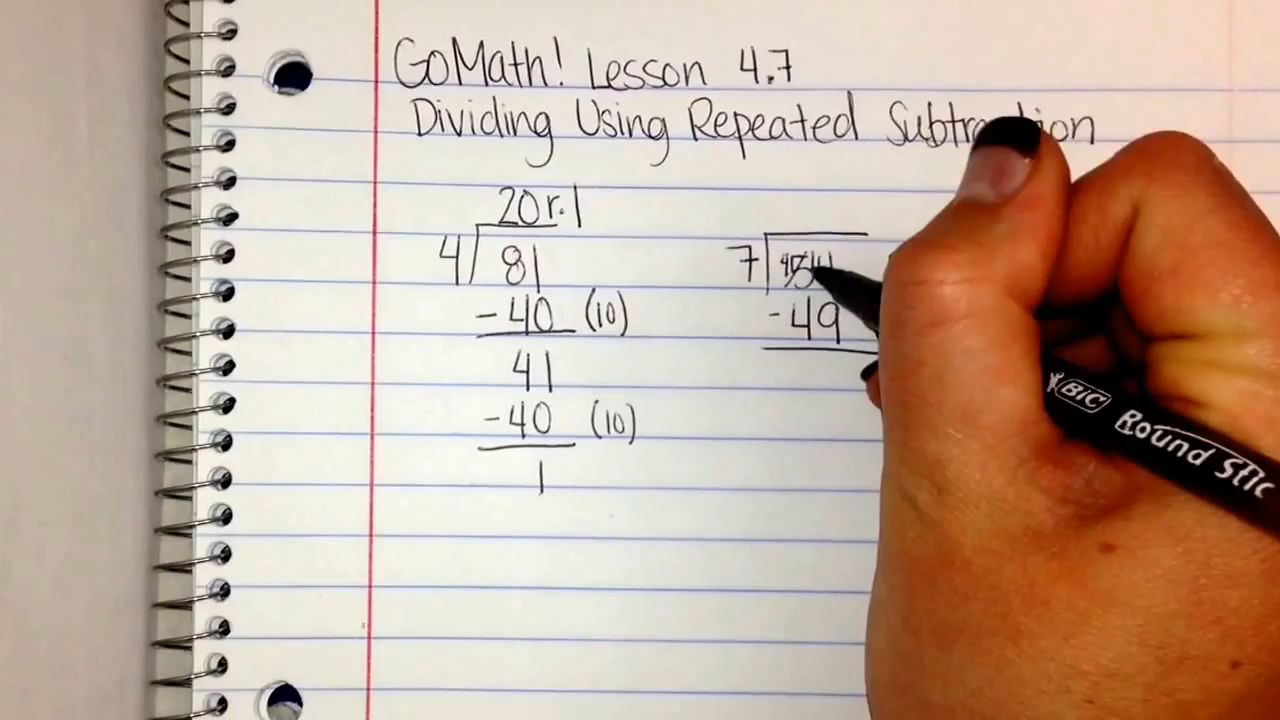 GoMath! Lesson 4.7
Dividing Using Repeated Subtraction
20 r. 1
4 81
- 40 (10)
41
- 40 (10)
1
7
- 49
BIC Round Stic